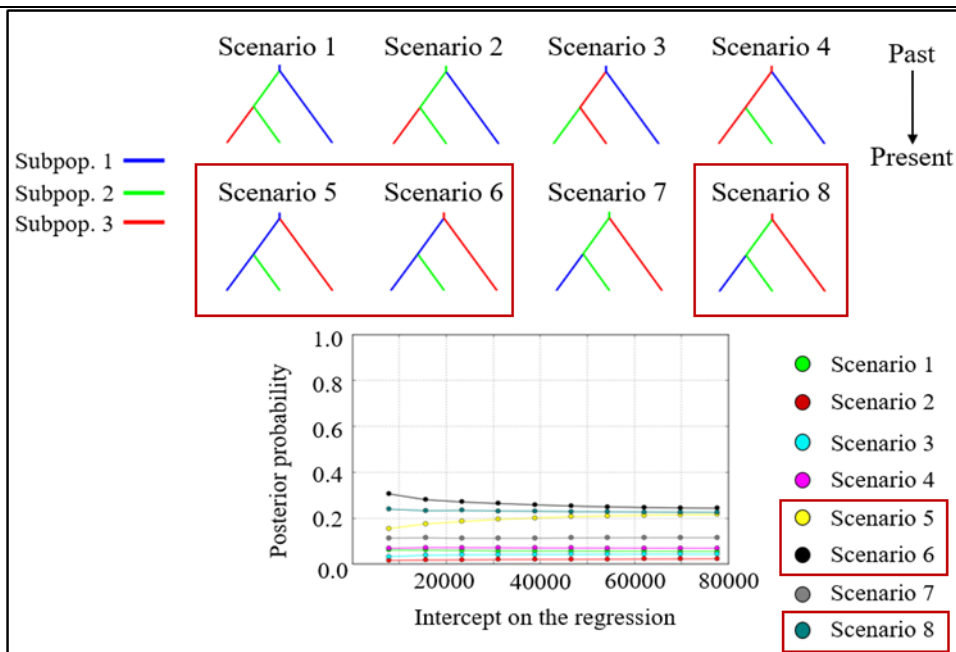 Scenario 1 Scenario 2 Scenario 3 Scenario 4
Past
Present
Subpop. 1
Subpop. 2
Subpop. 3
Scenario 5 Scenario 6 Scenario 7 Scenario 8
1.0
0.8
0.6
0.4
0.2
0.0
Posterior probability
20000 40000 60000 80000
Intercept on the regression
Scenario 1
Scenario 2
Scenario 3
Scenario 4
Scenario 5
Scenario 6
Scenario 7
Scenario 8